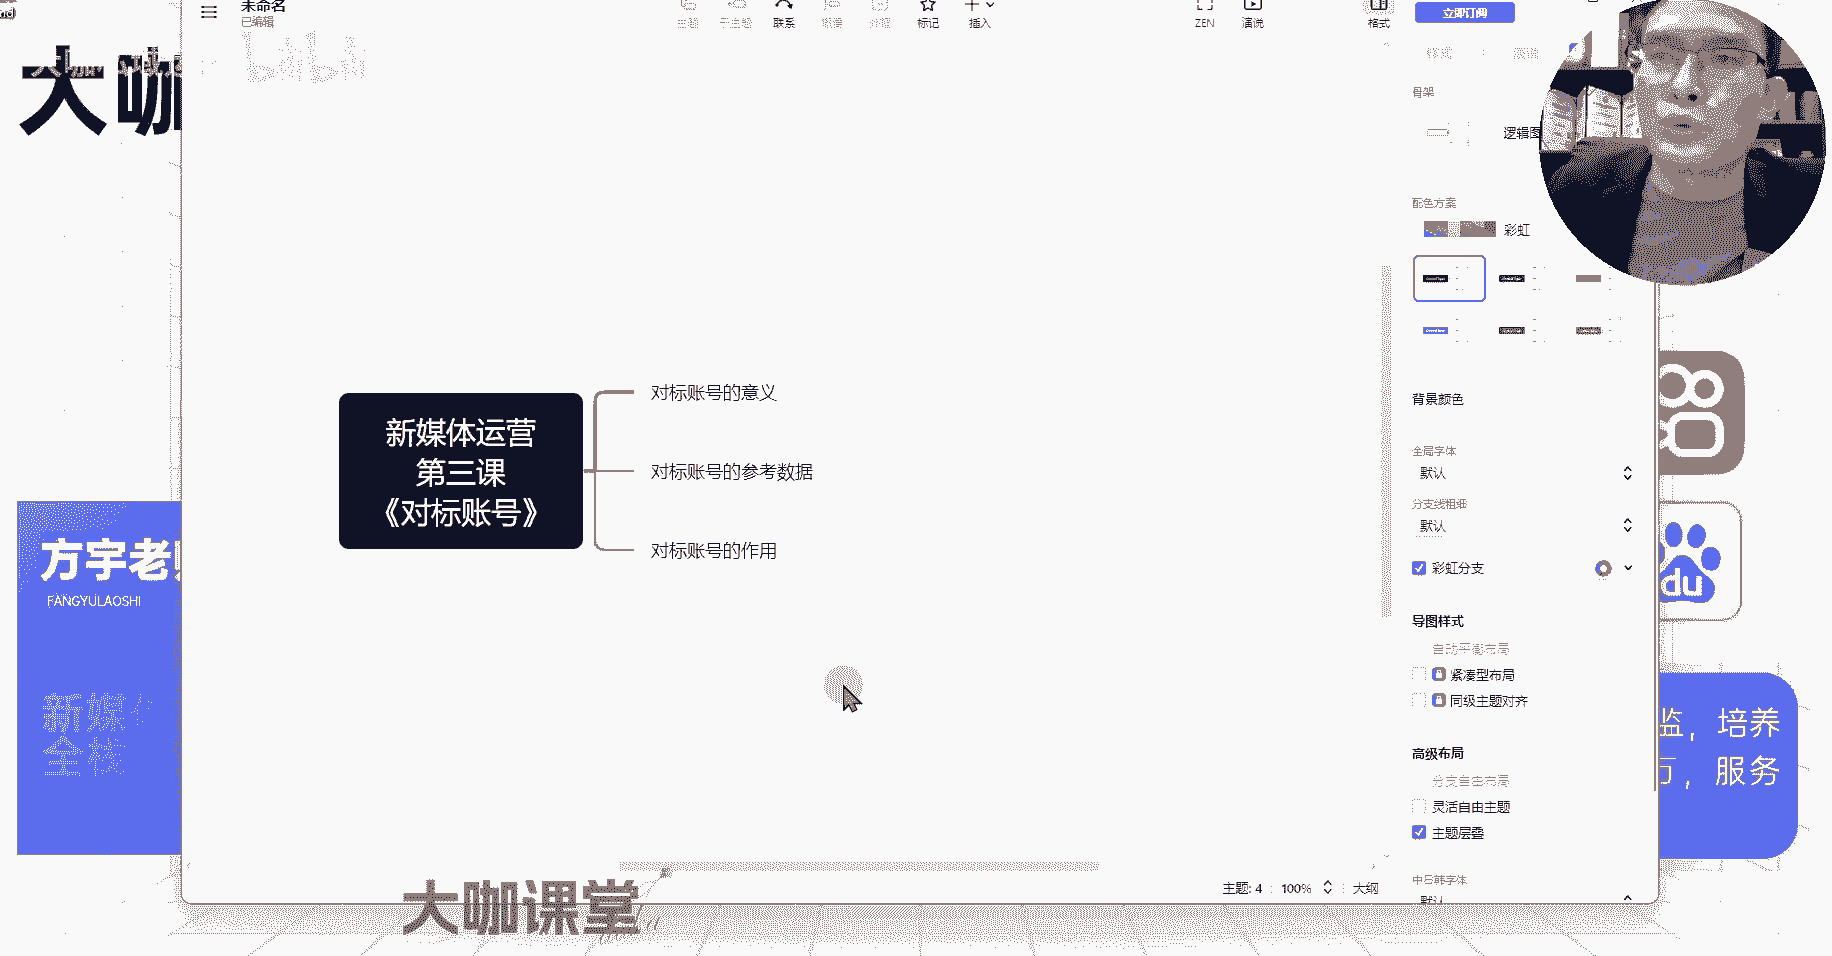 未命名
已编辑
主题
子主题
联系
标记
插入
ZEN
演说
格式
立即订阅
大咖
bilibili
骨架
逻辑图
配色方案
彩虹
背景颜色
全局字体
默认
分支线粗细
默认
彩虹分支
导图样式
自动平衡布局
紧凑型布局
同级主题对齐
高级布局
分支自由布局
灵活自由主题
主题层叠
中日韩字体
默认
新媒体运营
第三课
《对标账号》
对标账号的意义
对标账号的参考数据
对标账号的作用
方宇老
FANGYULAOSHI
新媒体
全栈
du
监，培养
万，服务
主题: 4
100%
大纲
大咖课堂